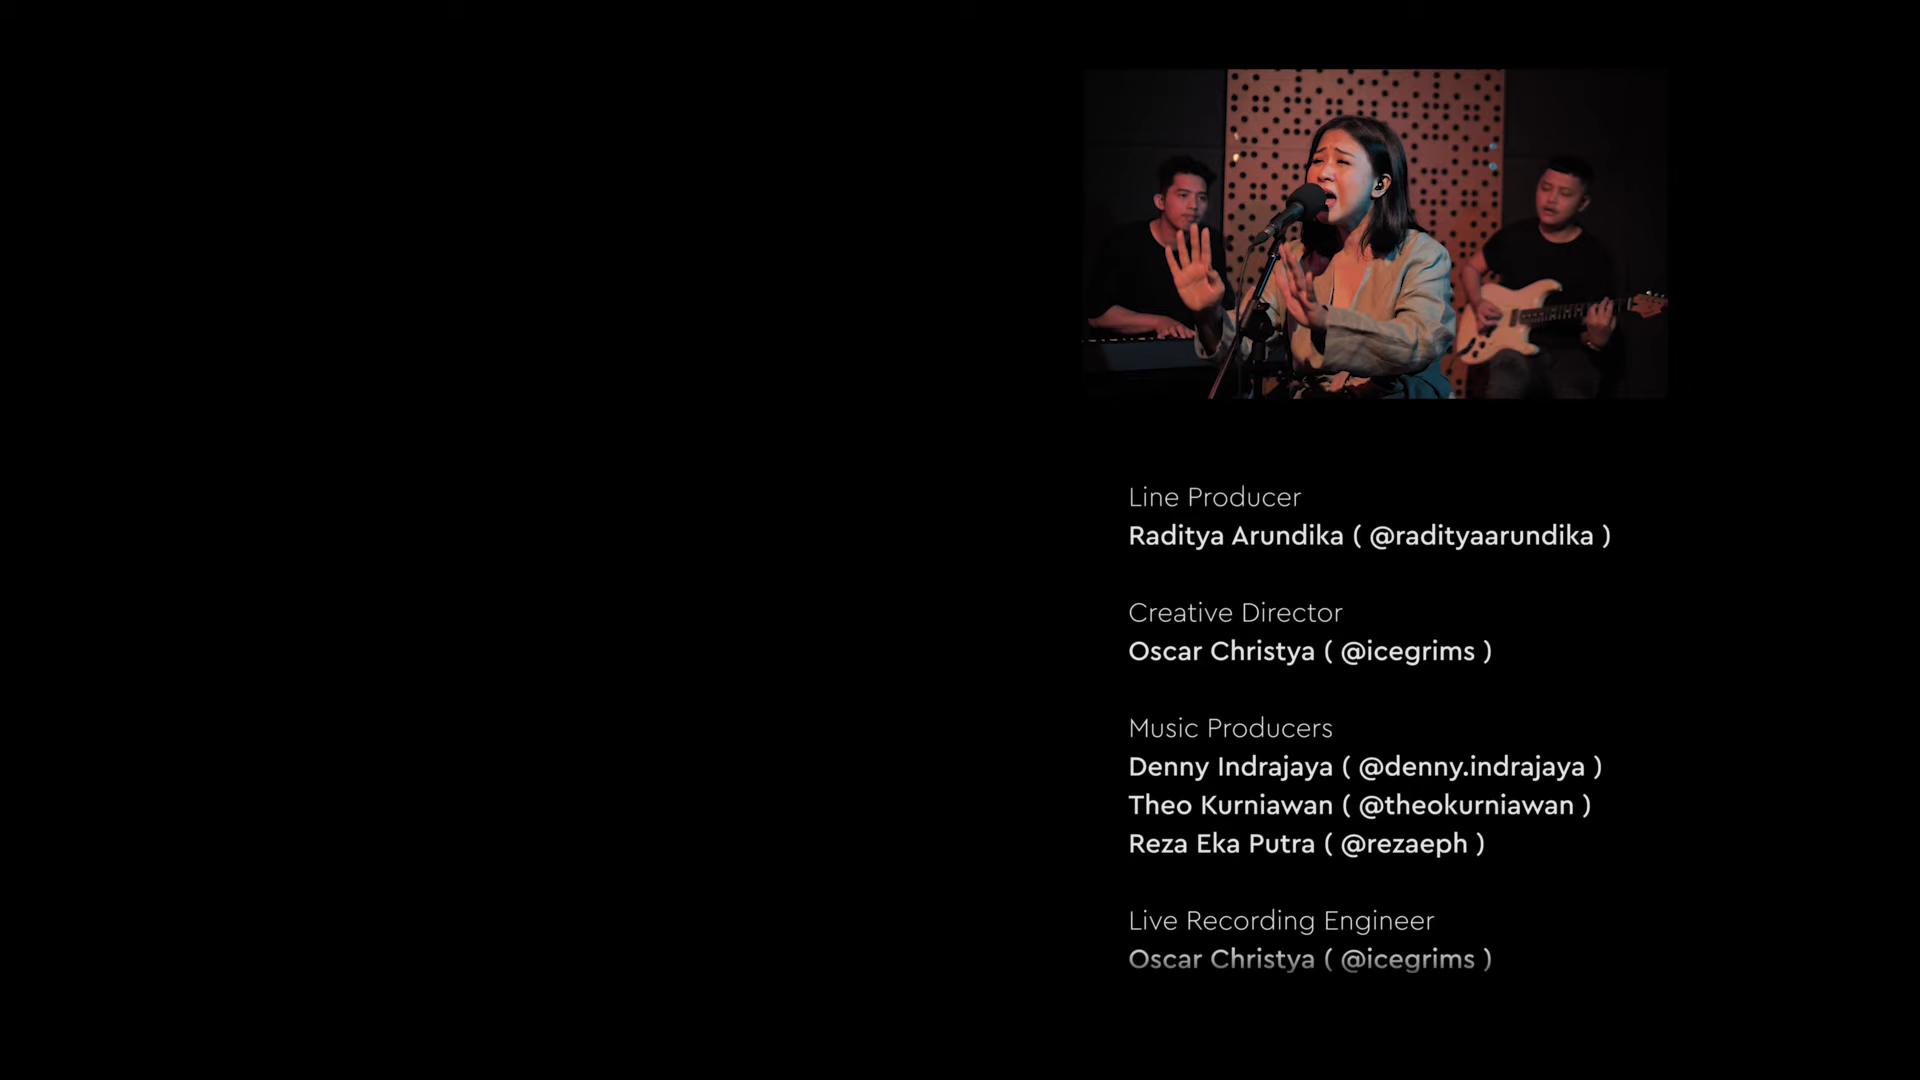 Line Producer
Raditya Arundika ( @radityaarundika )
Creative Director
Oscar Christya ( @icegrims )
Music Producers
Denny Indrajaya ( @denny.indrajaya )
Theo Kurniawan ( @theokurniawan )
Reza Eka Putra ( @rezaeph )
Live Recording Engineer
Oscar Christya ( @icegrims )